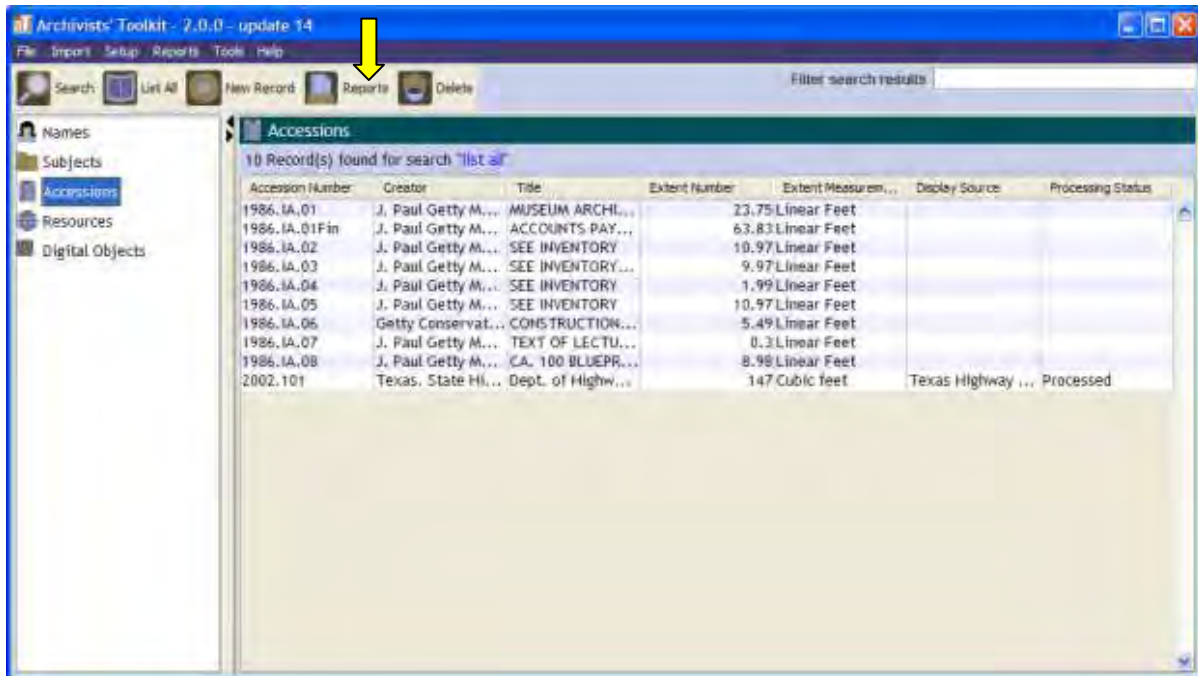 Archivists' Toolkit - 2.0.0 - update 14
File Import Setup Reports Tools Help
Search List All New Record Reports Delete Filter search results
Names
Subjects
Accessions
Resources
Digital Objects
Accessions
10 Record(s) found for search "list all"
Accession Number Creator Title Extent Number Extent Measurem... Display Source Processing Status
1986.IA.01 J. Paul Getty M... MUSEUM ARCHI... 23.75 Linear Feet
1986.IA.01Fin J. Paul Getty M... ACCOUNTS PAY... 63.83 Linear Feet
1986.IA.02 J. Paul Getty M... SEE INVENTORY 10.97 Linear Feet
1986.IA.03 J. Paul Getty M... SEE INVENTORY... 9.97 Linear Feet
1986.IA.04 J. Paul Getty M... SEE INVENTORY 1.99 Linear Feet
1986.IA.05 J. Paul Getty M... SEE INVENTORY 10.97 Linear Feet
1986.IA.06 Getty Conservat... CONSTRUCTION... 5.49 Linear Feet
1986.IA.07 J. Paul Getty M... TEXT OF LECTU... 0.3 Linear Feet
1986.IA.08 J. Paul Getty M... CA. 100 BLUEPR... 8.98 Linear Feet
2002.101 Texas. State Hi... Dept. of Highw... 147 Cubic feet Texas Highway ... Processed